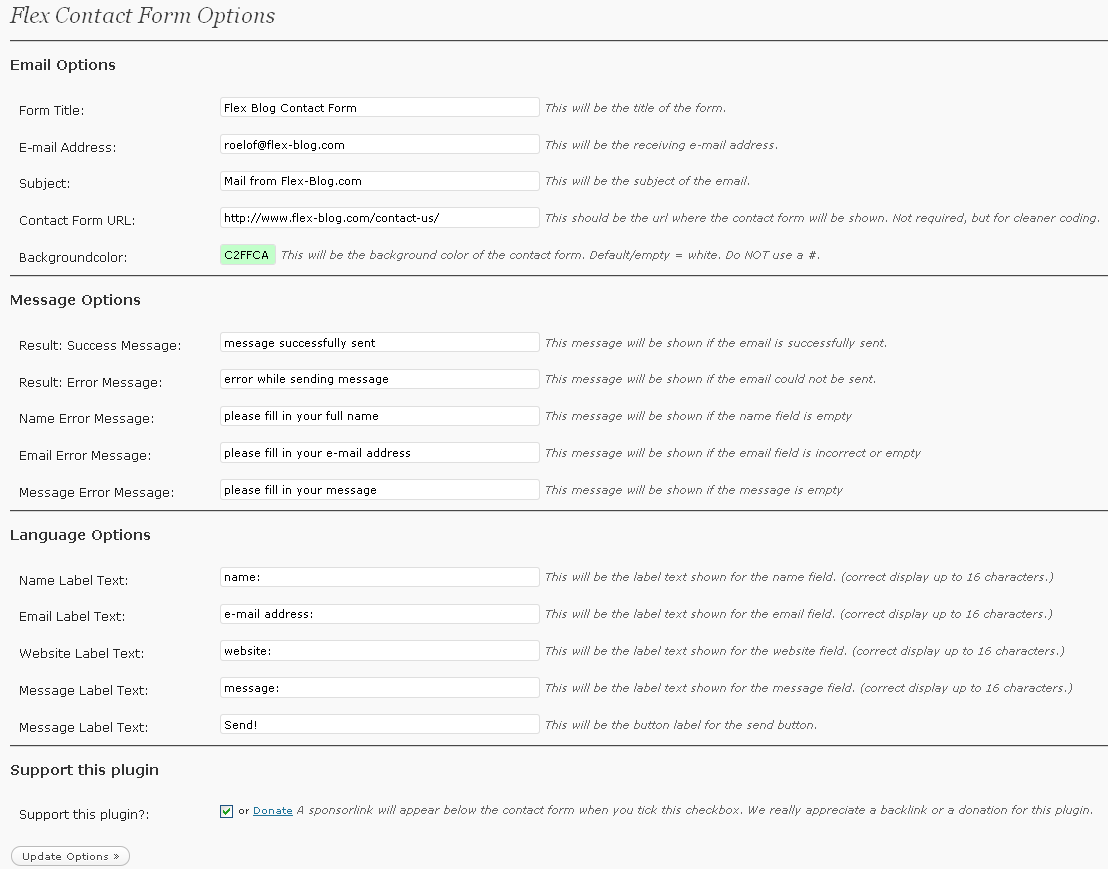 Flex Contact Form Options
Email Options
Form Title: Flex Blog Contact Form This will be the title of the form.
E-mail Address: roelof@flex-blog.com This will be the receiving e-mail address.
Subject: Mail from Flex-Blog.com This will be the subject of the email.
Contact Form URL: http://www.flex-blog.com/contact-us/ This should be the url where the contact form will be shown. Not required, but for cleaner coding.
Backgroundcolor: C2FFCA This will be the background color of the contact form. Default/empty = white. Do NOT use a #.
Message Options
Result: Success Message: message successfully sent This message will be shown if the email is successfully sent.
Result: Error Message: error while sending message This message will be shown if the email could not be sent.
Name Error Message: please fill in your full name This message will be shown if the name field is empty
Email Error Message: please fill in your e-mail address This message will be shown if the email field is incorrect or empty
Message Error Message: please fill in your message This message will be shown if the message is empty
Language Options
Name Label Text: name: This will be the label text shown for the name field. (correct display up to 16 characters.)
Email Label Text: e-mail address: This will be the label text shown for the email field. (correct display up to 16 characters.)
Website Label Text: website: This will be the label text shown for the website field. (correct display up to 16 characters.)
Message Label Text: message: This will be the label text shown for the message field. (correct display up to 16 characters.)
Message Label Text: Send! This will be the button label for the send button.
Support this plugin
Support this plugin?: or Donate A sponsorlink will appear below the contact form when you tick this checkbox. We really appreciate a backlink or a donation for this plugin.
Update Options »